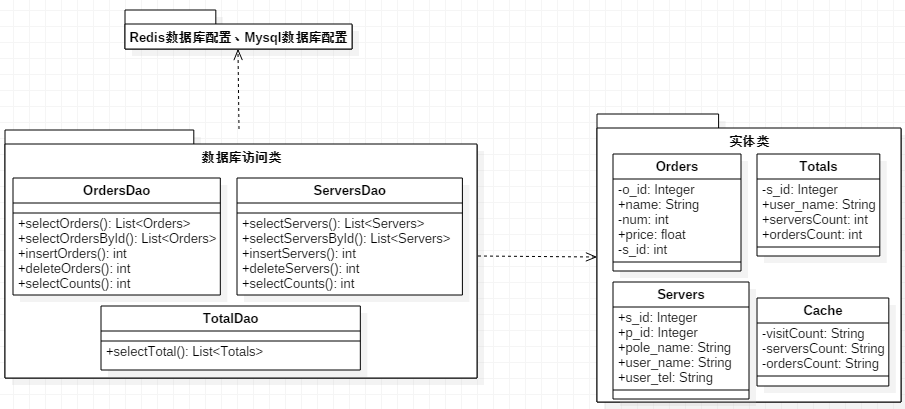 Redis数据库配置、Mysql数据库配置
数据库访问类
OrdersDao
+selectOrders(): List<Orders>
+selectOrdersById(): List<Orders>
+insertOrders(): int
+deleteOrders(): int
+selectCounts(): int
ServersDao
+selectServers(): List<Servers>
+selectServersById(): List<Servers>
+insertServers(): int
+deleteServers(): int
+selectCounts(): int
TotalDao
+selectTotal(): List<Totals>
实体类
Orders
-o_id: Integer
+name: String
-num: int
+price: float
-s_id: int
Totals
-s_id: Integer
+user_name: String
+serversCount: int
+ordersCount: int
Servers
+s_id: Integer
+p_id: Integer
+pole_name: String
+user_name: String
+user_tel: String
Cache
-visitCount: String
-serversCount: String
-ordersCount: String